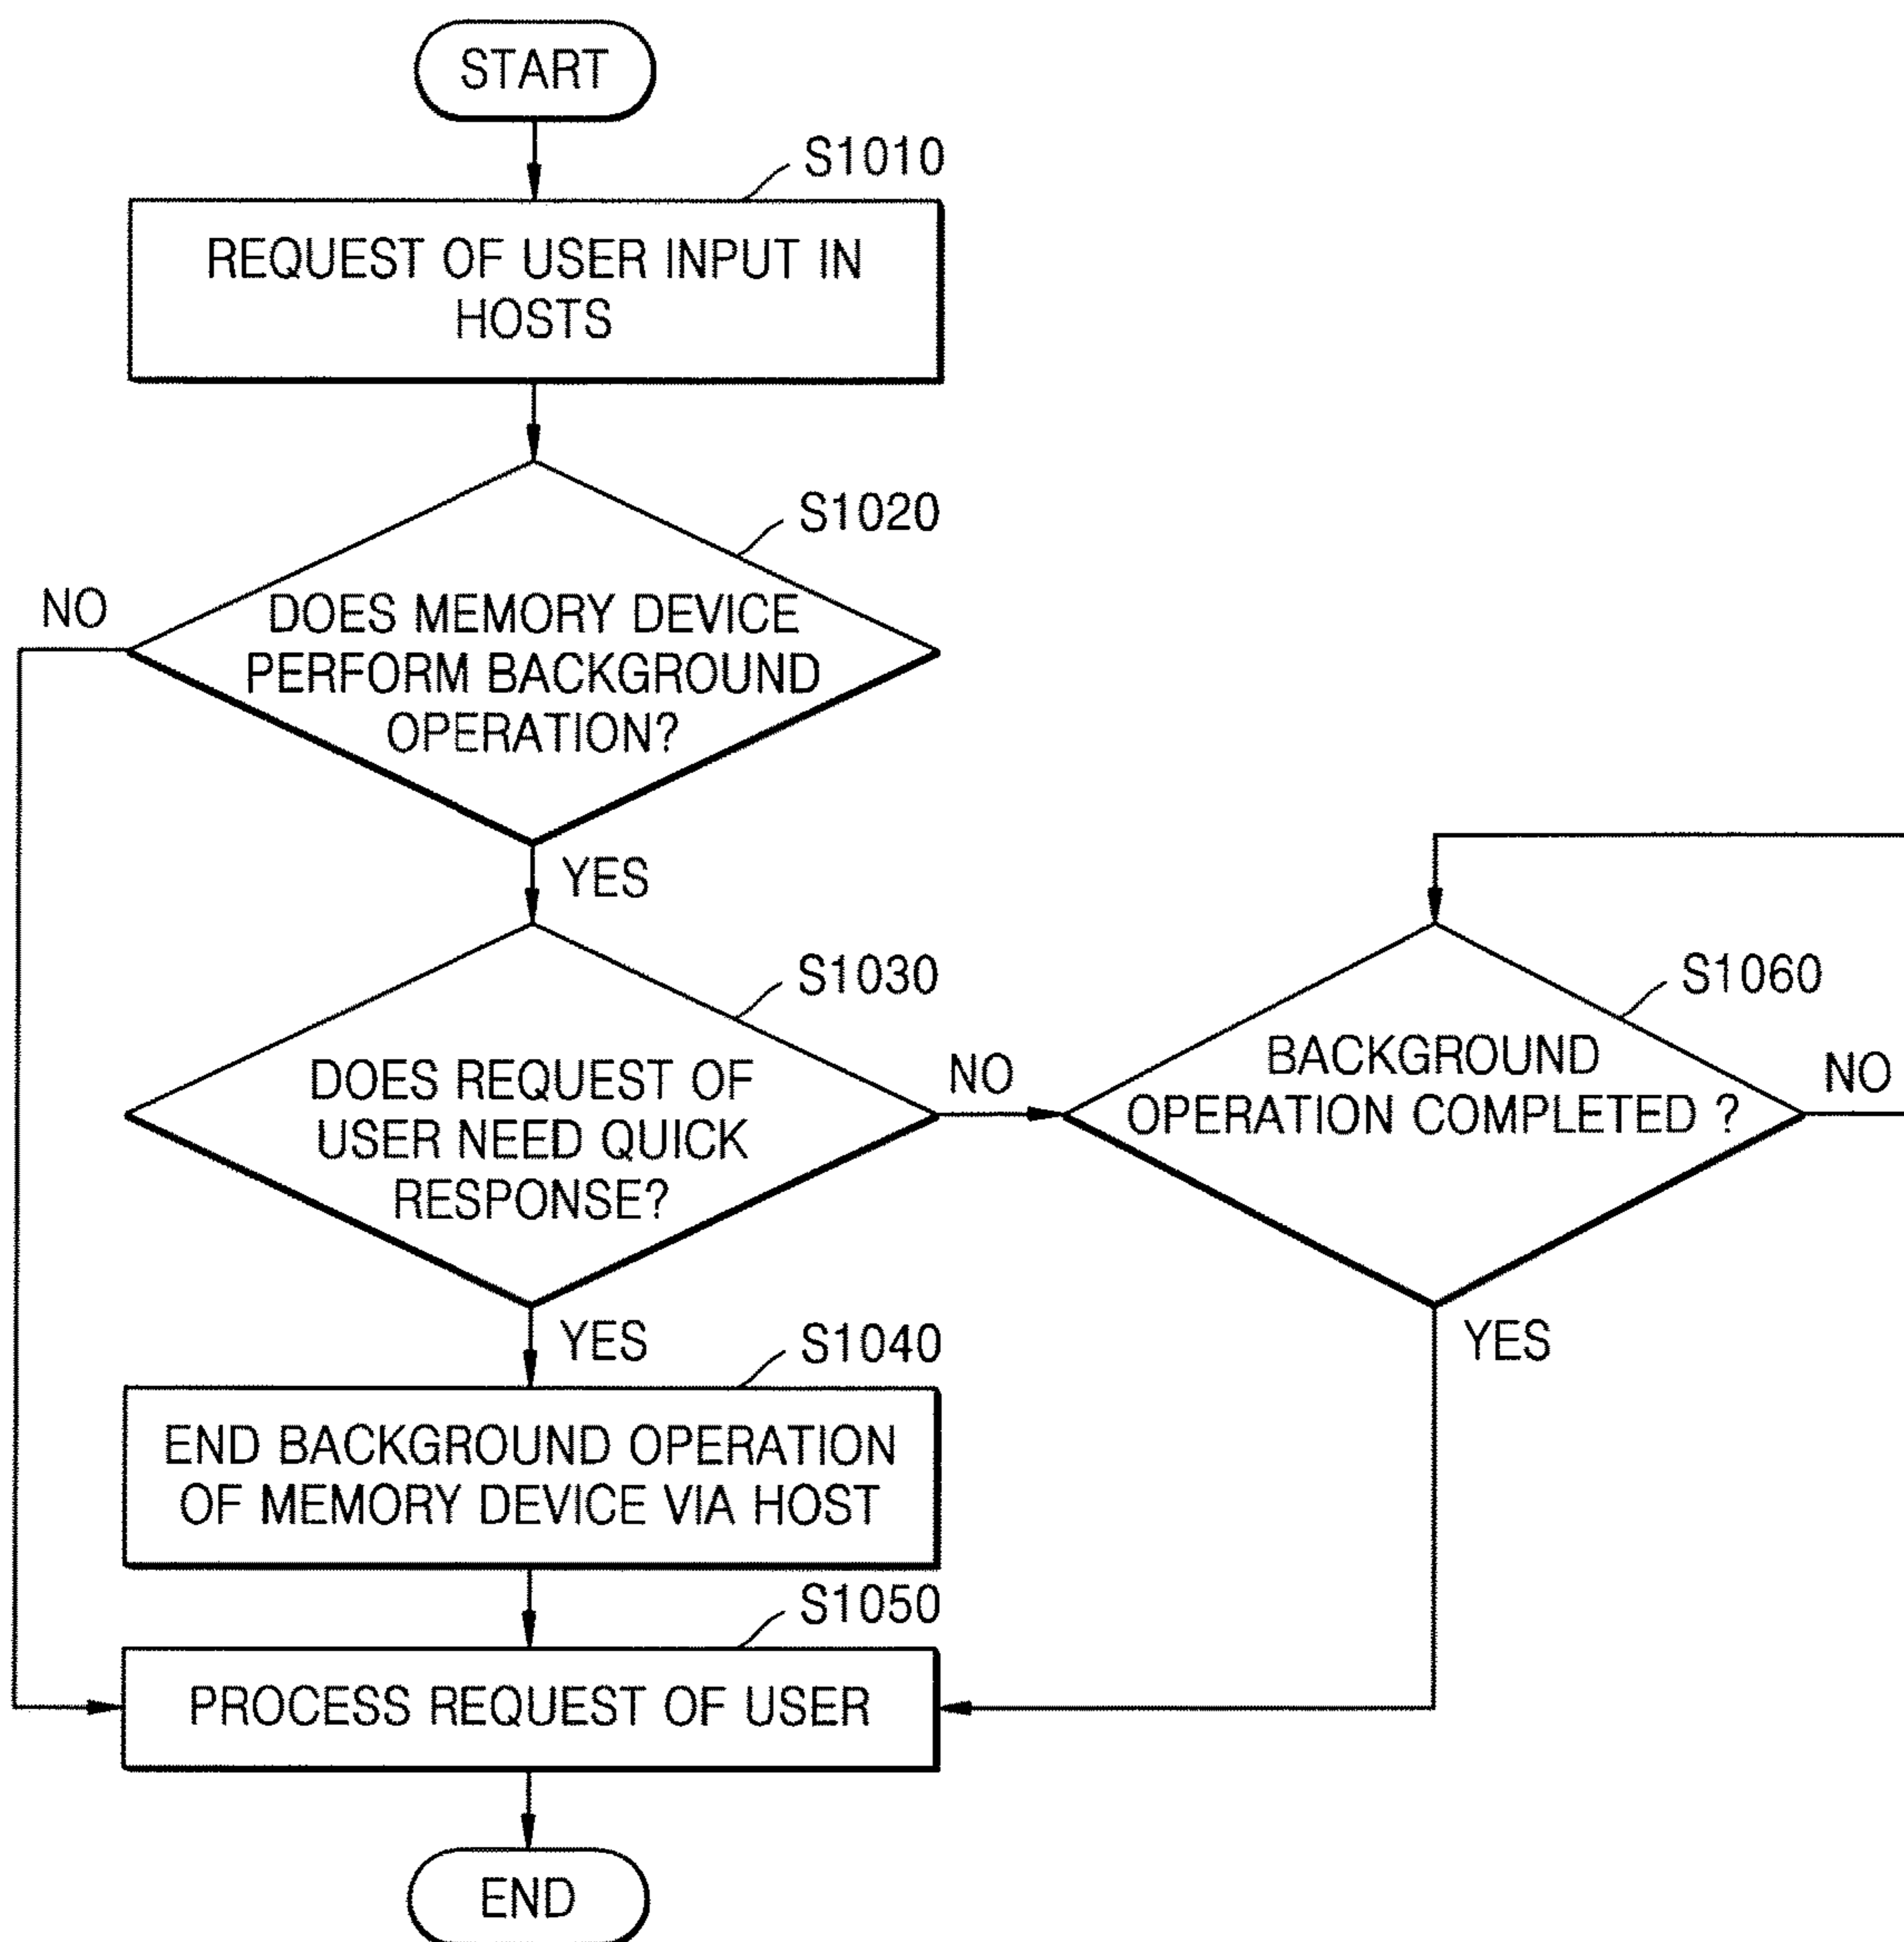 START
S1010
REQUEST OF USER INPUT IN
HOSTS
S1020
NO
DOES MEMORY DEVICE
PERFORM BACKGROUND
OPERATION?
YES
S1030
DOES REQUEST OF
USER NEED QUICK
RESPONSE?
NO
S1060
BACKGROUND
OPERATION COMPLETED ?
NO
YES
YES
S1040
END BACKGROUND OPERATION
OF MEMORY DEVICE VIA HOST
S1050
PROCESS REQUEST OF USER
END